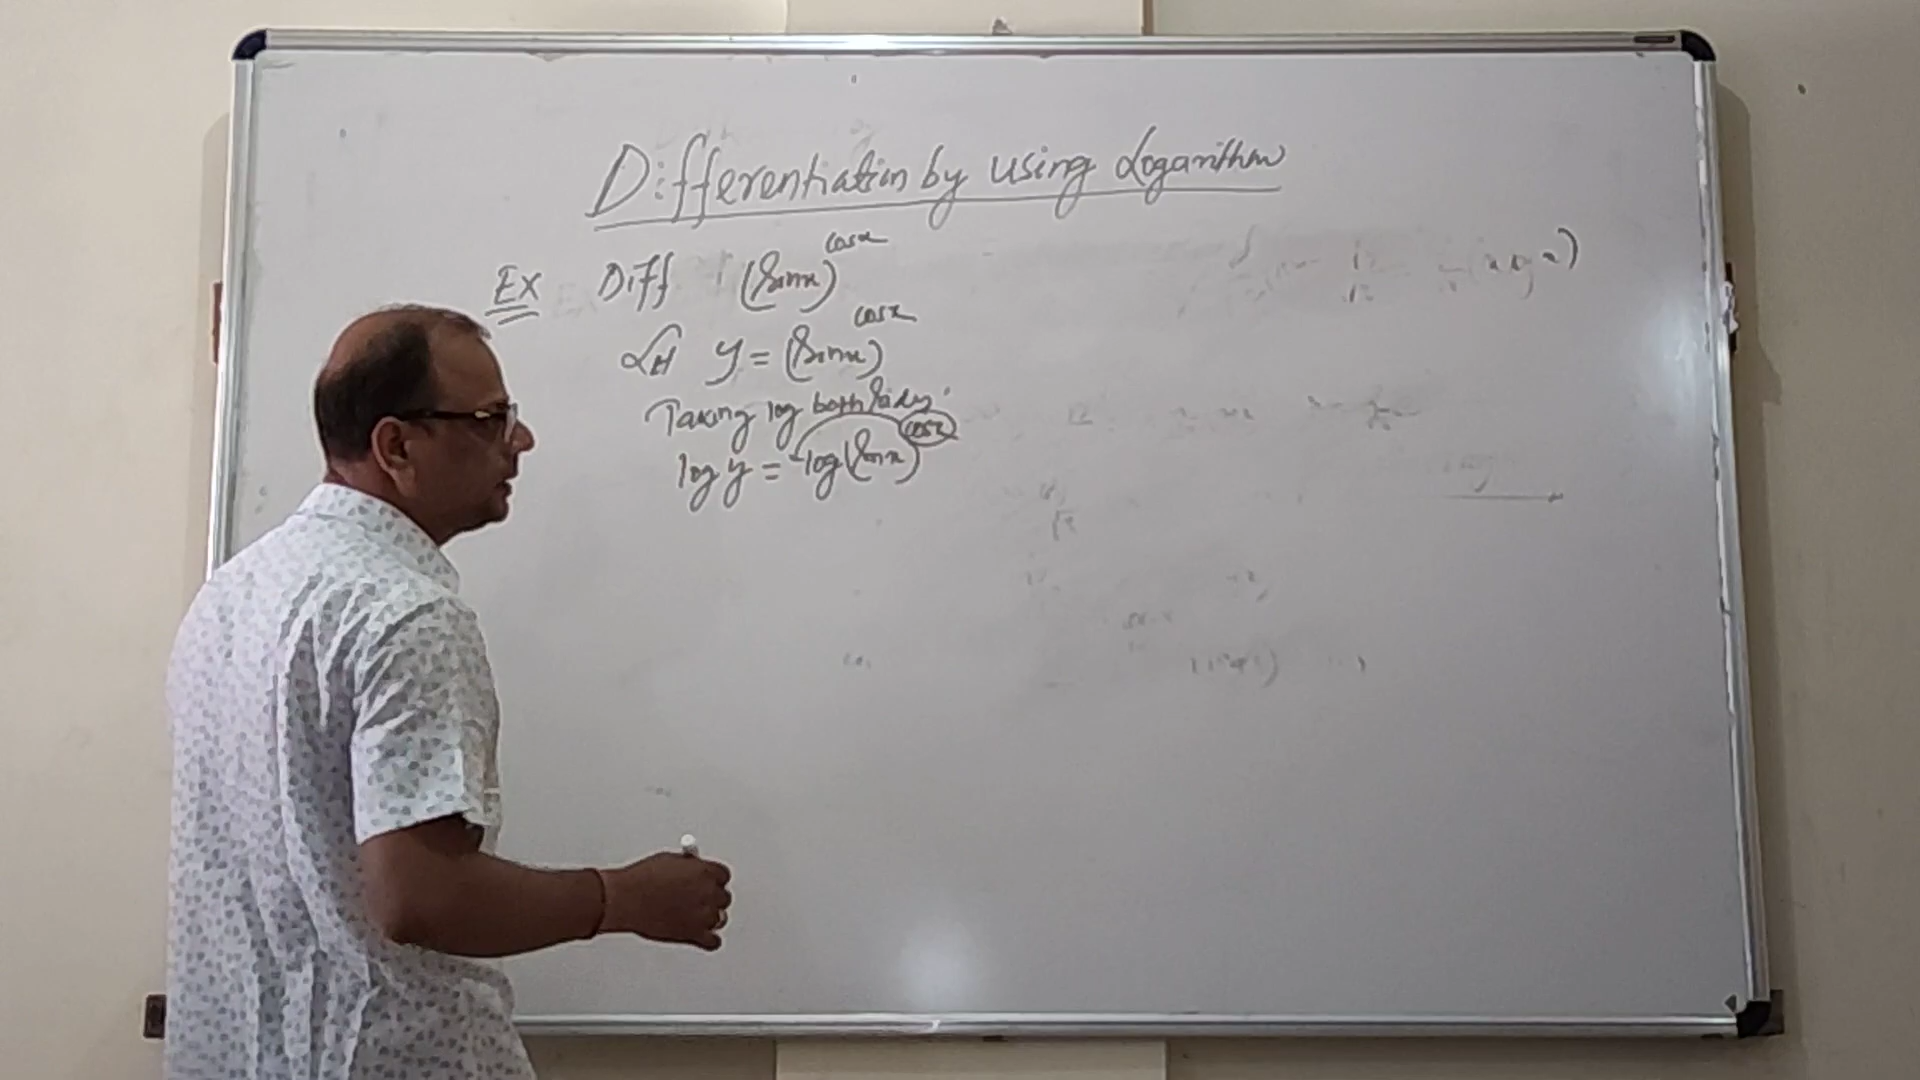 Differentiation by using Logarithm
Ex Diff (sinx)^cosx
Let y = (sinx)^cosx
Taking log both sides
log y = log(sinx)^cosx